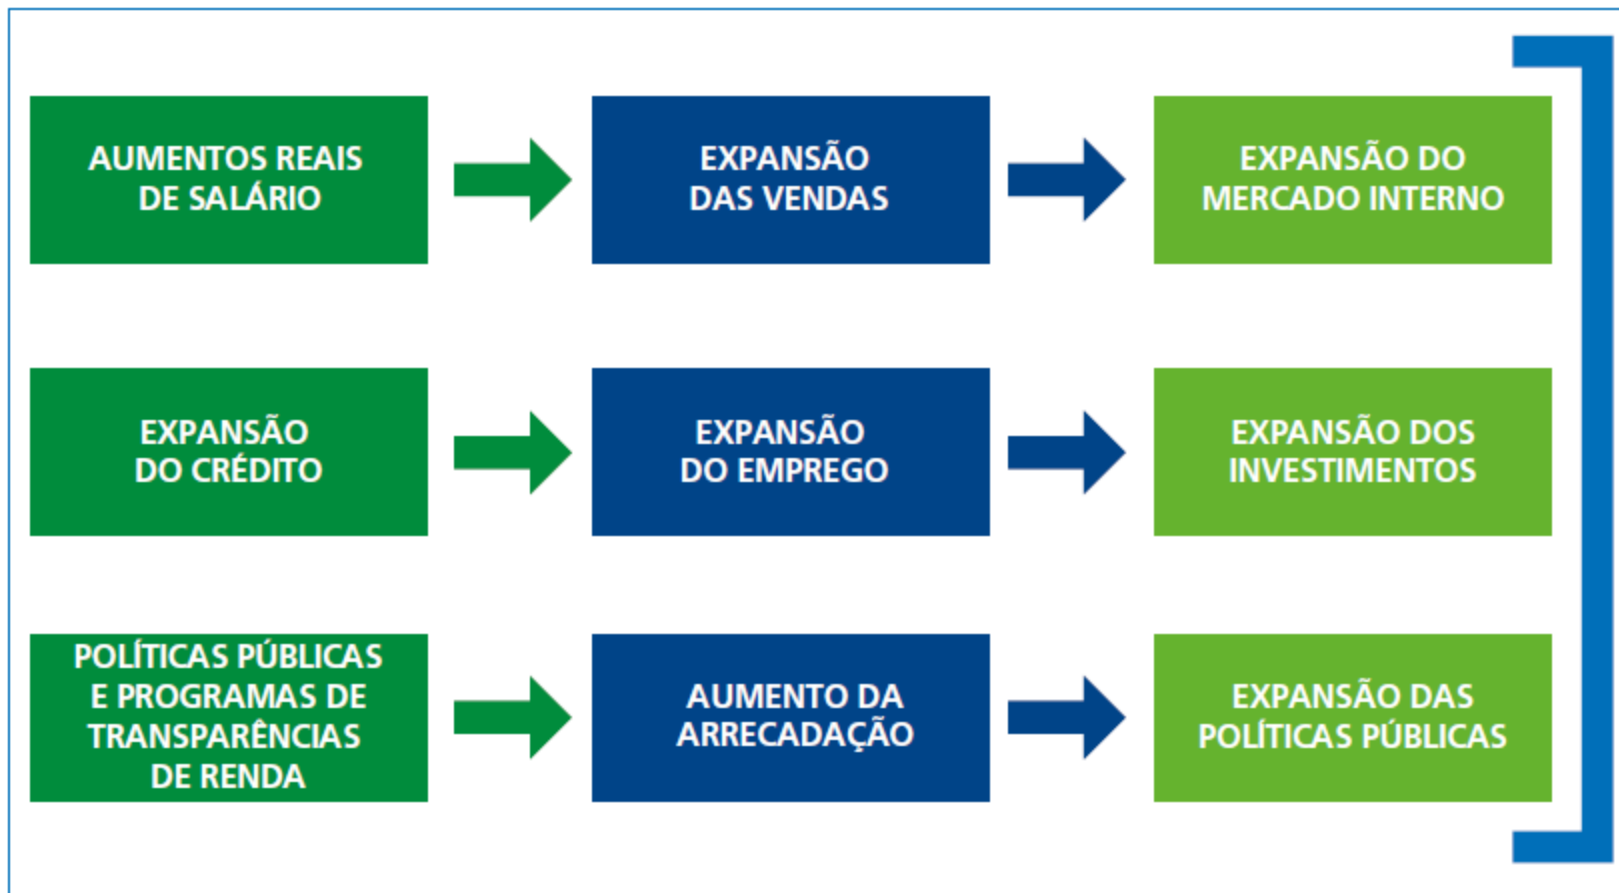 AUMENTOS REAIS
DE SALÁRIO
EXPANSÃO
DAS VENDAS
EXPANSÃO DO
MERCADO INTERNO
EXPANSÃO
DO CRÉDITO
EXPANSÃO
DO EMPREGO
EXPANSÃO DOS
INVESTIMENTOS
POLÍTICAS PÚBLICAS
E PROGRAMAS DE
TRANSPARÊNCIAS
DE RENDA
AUMENTO DA
ARRECADAÇÃO
EXPANSÃO DAS
POLÍTICAS PÚBLICAS